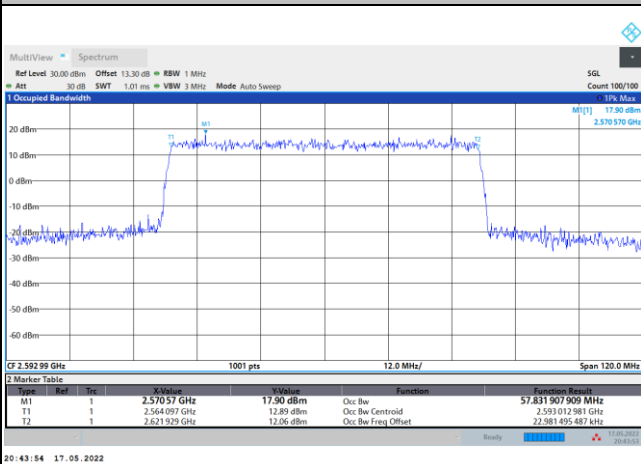 MultiView Spectrum
Ref Level 30.00 dBm Offset 13.30 dB RBW 1 MHz SGL
Att 30 dB SWT 1.01 ms VBW 3 MHz Mode Auto Sweep Count 100/100
1 Occupied Bandwidth 1Pk Max
M1[1] 17.90 dBm
2.570 570 GHz
M1
T1
T2
20 dBm
10 dBm
0 dBm
-10 dBm
-20 dBm
-30 dBm
-40 dBm
-50 dBm
-60 dBm
CF 2.592 99 GHz 1001 pts 12.0 MHz/ Span 120.0 MHz
2 Marker Table
Type Ref Trc X-Value Y-Value Function Function Result
M1 1 2.570 57 GHz 17.90 dBm Occ Bw 57.831 907 909 MHz
T1 1 2.564 097 GHz 12.89 dBm Occ Bw Centroid 2.593 012 981 GHz
T2 1 2.621 929 GHz 12.06 dBm Occ Bw Freq Offset 22.981 495 487 kHz
Ready 17.05.2022
20:43:53
20:43:54 17.05.2022